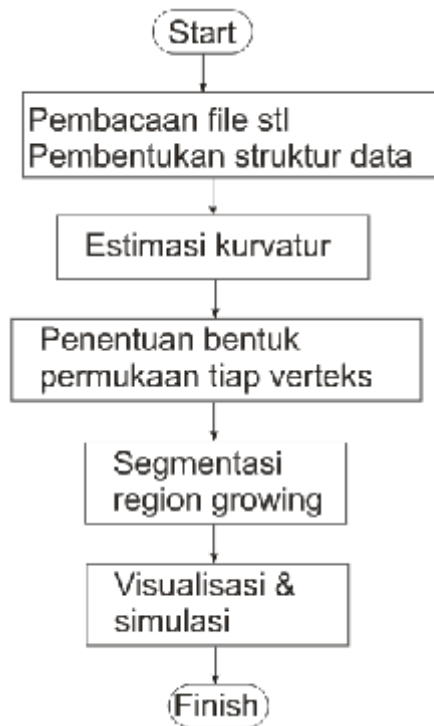 Start
Pembacaan file stl
Pembentukan struktur data
Estimasi kurvatur
Penentuan bentuk
permukaan tiap verteks
Segmentasi
region growing
Visualisasi &
simulasi
Finish